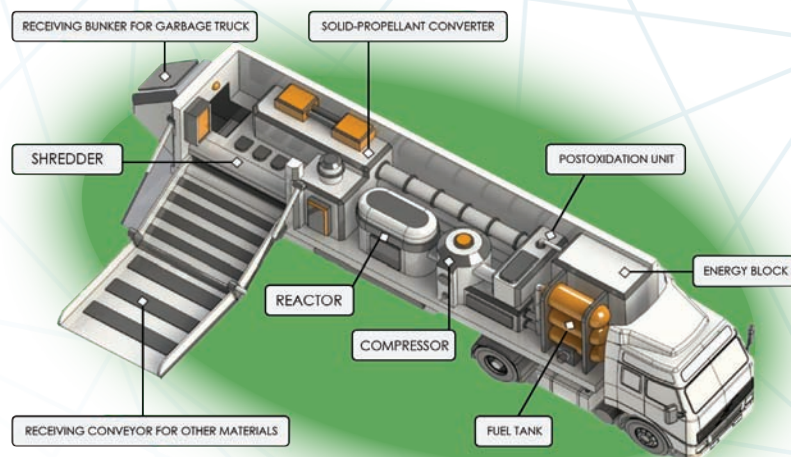 RECEIVING BUNKER FOR GARBAGE TRUCK
SOLID-PROPELLANT CONVERTER
SHREDDER
POSTOXIDATION UNIT
ENERGY BLOCK
REACTOR
COMPRESSOR
RECEIVING CONVEYOR FOR OTHER MATERIALS
FUEL TANK